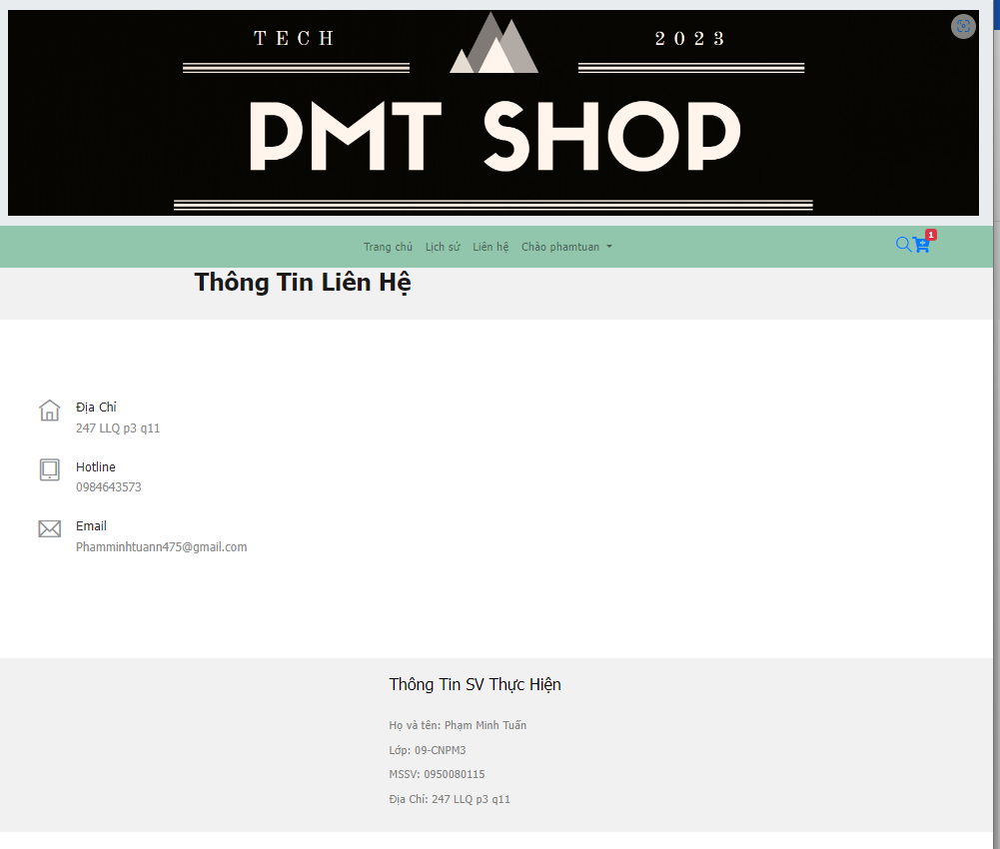 TECH 2023
PMT SHOP
Trang chủ Lịch sử Liên hệ Chào phamtuan 1
Thông Tin Liên Hệ
Địa Chỉ
247 LLQ p3 q11
Hotline
0984643573
Email
Phamminhtuann475@gmail.com
Thông Tin SV Thực Hiện
Họ và tên: Phạm Minh Tuấn
Lớp: 09-CNPM3
MSSV: 0950080115
Địa Chỉ: 247 LLQ p3 q11